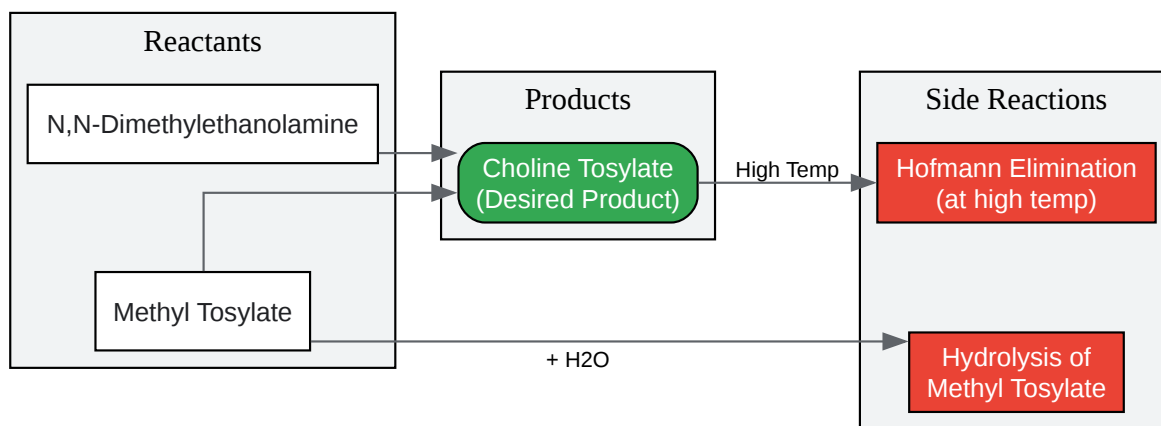 Reactants
N,N-Dimethylethanolamine
Methyl Tosylate
Products
Choline Tosylate
(Desired Product)
High Temp
+ H2O
Side Reactions
Hofmann Elimination
(at high temp)
Hydrolysis of
Methyl Tosylate